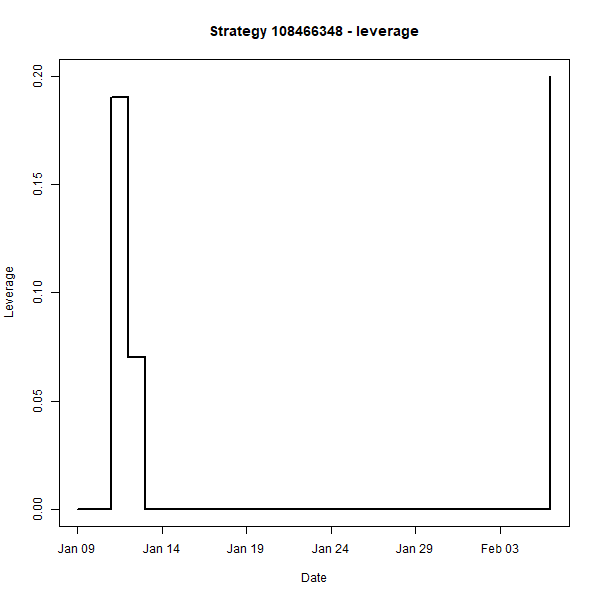 Strategy 108466348 - leverage
0.20
0.15
0.10
0.05
0.00
Leverage
Jan 09 Jan 14 Jan 19 Jan 24 Jan 29 Feb 03
Date